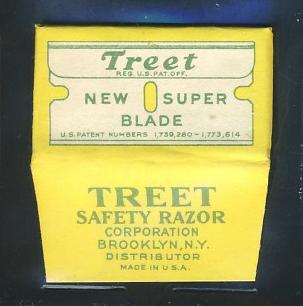 Treet
REG. U.S. PAT. OFF.
NEW SUPER
BLADE
U.S. PATENT NUMBERS 1,739,280-1,773,614
TREET
SAFETY RAZOR
CORPORATION
BROOKLYN, N.Y.
DISTRIBUTOR
MADE IN U.S.A.